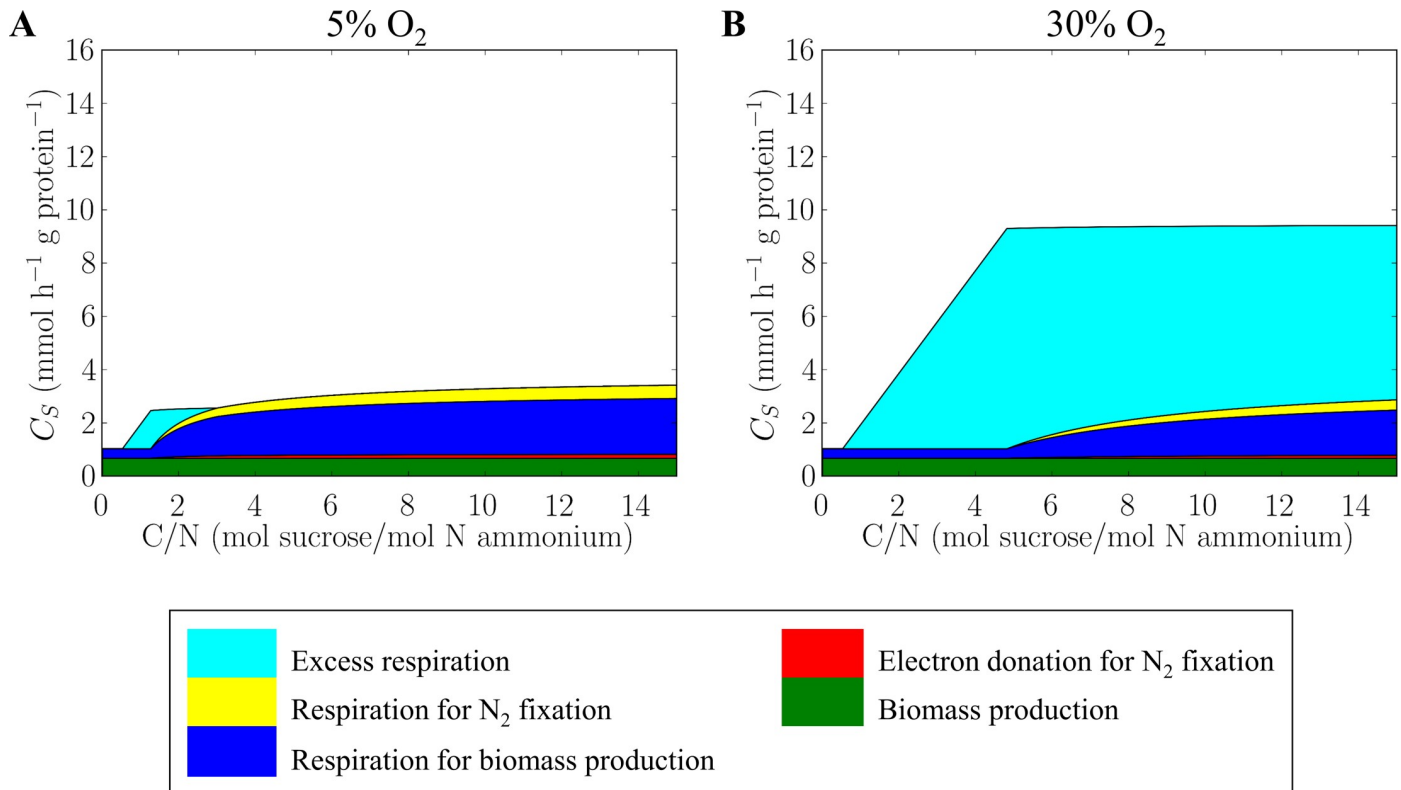 A
5% O₂
16
14
12
10
8
6
4
2
0
C_S (mmol h⁻¹ g protein⁻¹)
0 2 4 6 8 10 12 14
C/N (mol sucrose/mol N ammonium)
B
30% O₂
16
14
12
10
8
6
4
2
0
C_S (mmol h⁻¹ g protein⁻¹)
0 2 4 6 8 10 12 14
C/N (mol sucrose/mol N ammonium)
Excess respiration
Respiration for N₂ fixation
Respiration for biomass production
Electron donation for N₂ fixation
Biomass production